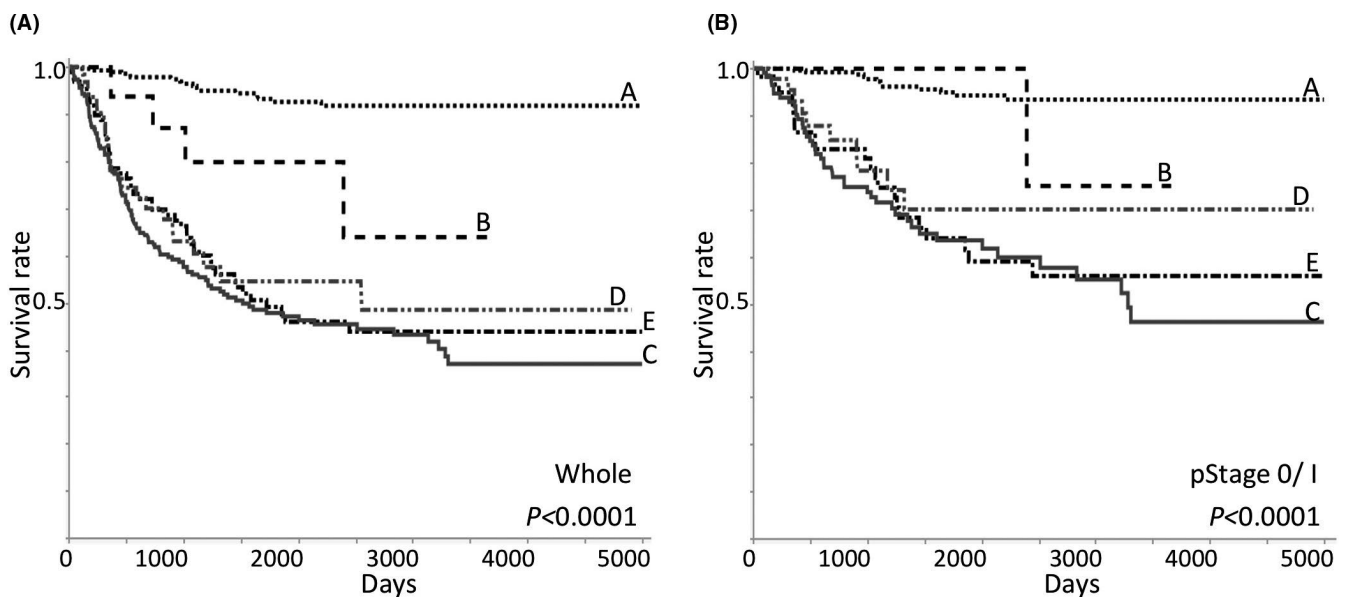 (A)
1.0
A
B
D
0.5
E
C
Survival rate
Whole
P<0.0001
0 1000 2000 3000 4000 5000
Days
(B)
1.0
A
B
D
E
0.5
C
Survival rate
pStage 0/ I
P<0.0001
0 1000 2000 3000 4000 5000
Days